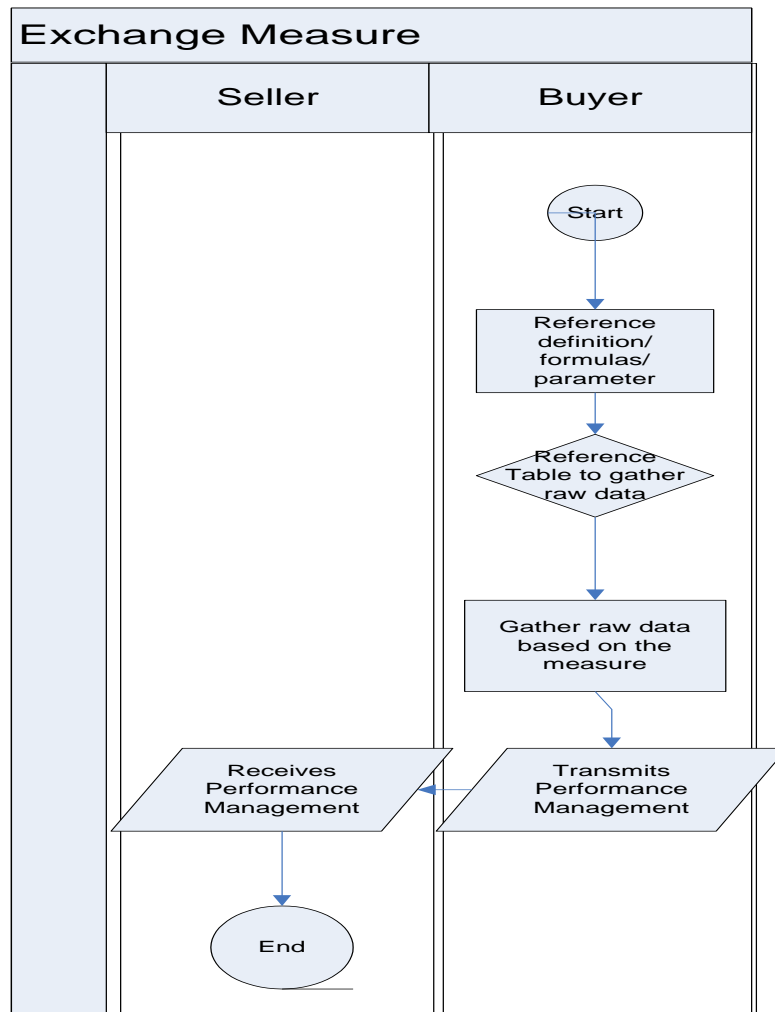 Exchange Measure
Seller
Buyer
Start
Reference
definition/
formulas/
parameter
Reference
Table to gather
raw data
Gather raw data
based on the
measure
Transmits
Performance
Management
Receives
Performance
Management
End